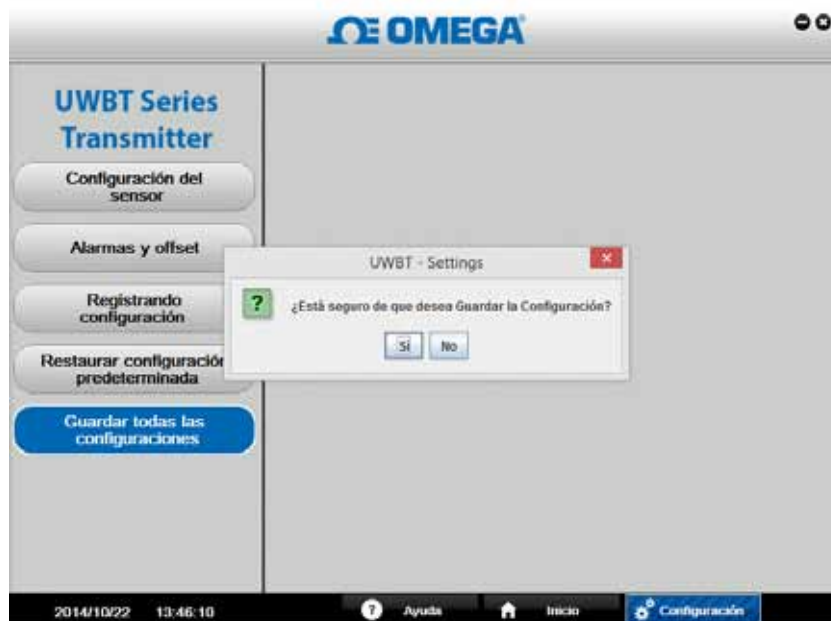 OMEGA
UWBT Series
Transmitter
Configuración del
sensor
Alarmas y offset
Registrando
configuración
Restaurar configuración
predeterminada
Guardar todas las
configuraciones
UWBT - Settings
¿Está seguro de que desea Guardar la Configuración?
Sí
No
2014/10/22 13:46:10
Ayuda
Inicio
Configuración